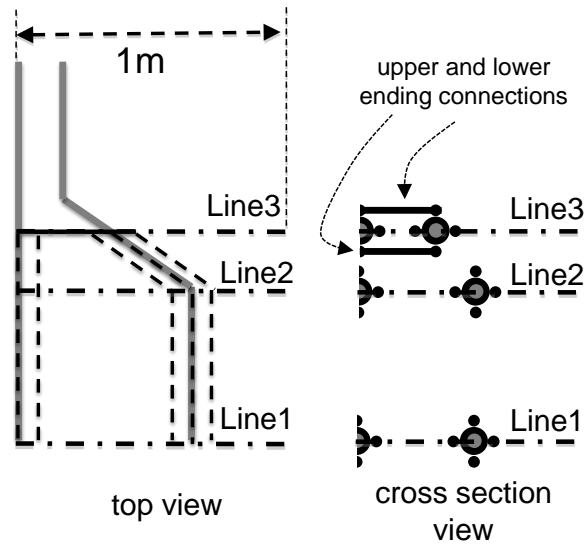 1m
upper and lower
ending connections
Line3
Line3
Line2
Line2
Line1
Line1
top view
cross section
view